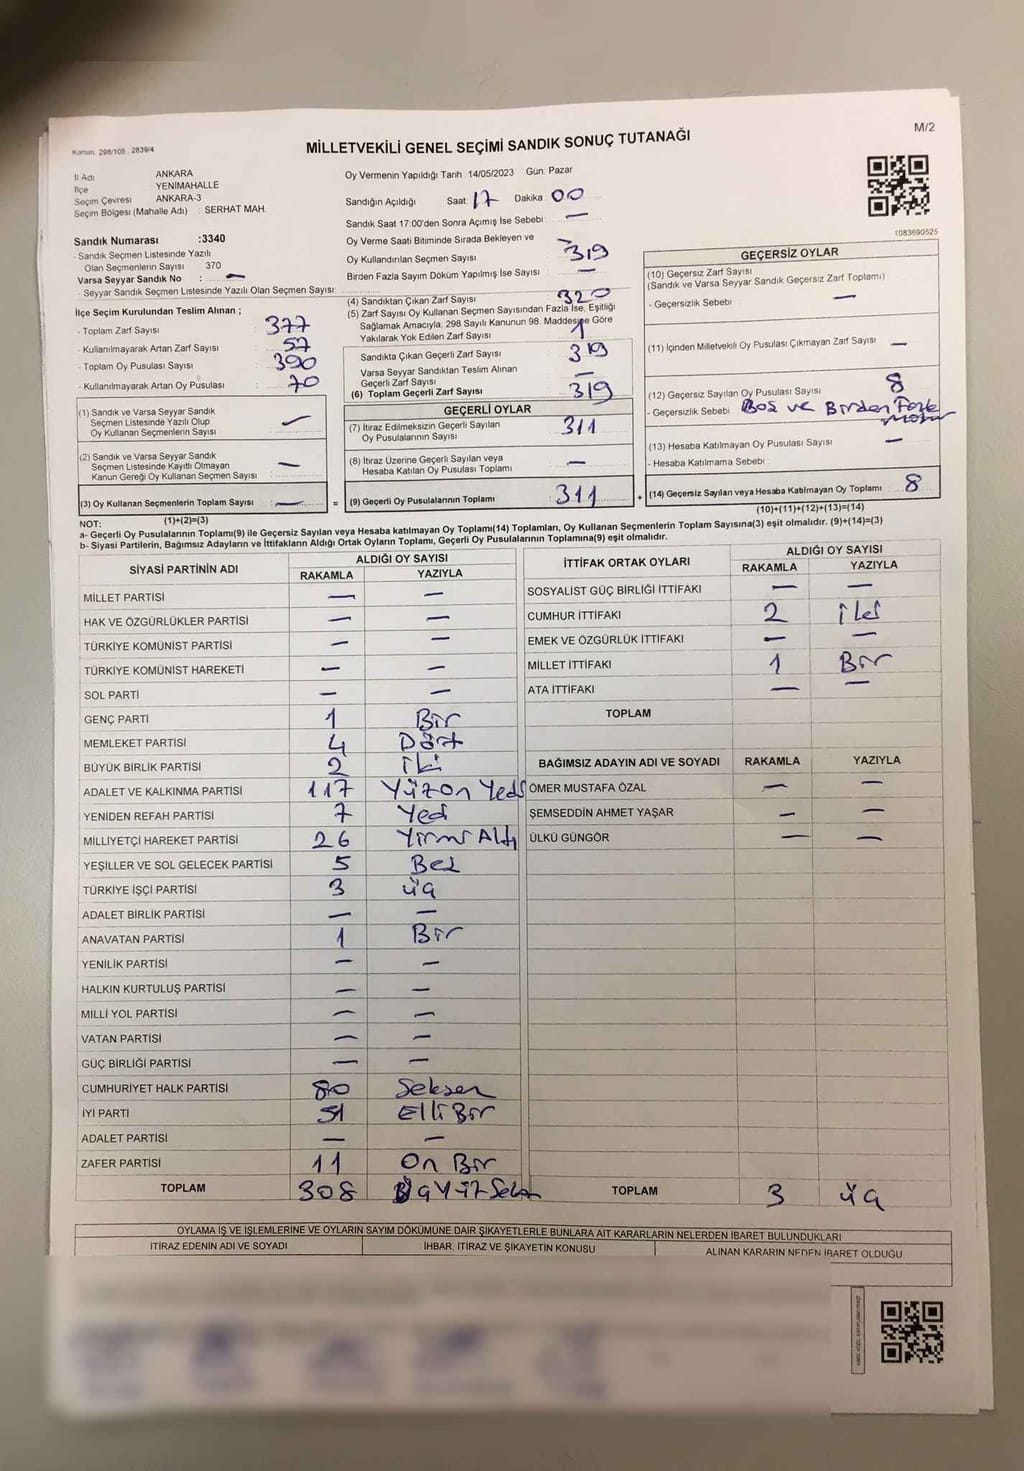 Kanun: 298/105, 2839/4
M/2
MİLLETVEKİLİ GENEL SEÇİMİ SANDIK SONUÇ TUTANAĞI
İl Adı ANKARA
İlçe YENİMAHALLE
Seçim Çevresi ANKARA-3
Seçim Bölgesi (Mahalle Adı) : SERHAT MAH.
Sandık Numarası :3340
- Sandık Seçmen Listesinde Yazılı
Olan Seçmenlerin Sayısı : 370
Varsa Seyyar Sandık No : —
- Seyyar Sandık Seçmen Listesinde Yazılı Olan Seçmen Sayısı:
İlçe Seçim Kurulundan Teslim Alınan ;
- Toplam Zarf Sayısı : 377
- Kullanılmayarak Artan Zarf Sayısı : 57
- Toplam Oy Pusulası Sayısı : 390
- Kullanılmayarak Artan Oy Pusulası : 70
(1) Sandık ve Varsa Seyyar Sandık
Seçmen Listesinde Yazılı Olup
Oy Kullanan Seçmenlerin Sayısı —
(2) Sandık ve Varsa Seyyar Sandık
Seçmen Listesinde Kayıtlı Olmayan
Kanun Gereği Oy Kullanan Seçmen Sayısı : —
(3) Oy Kullanan Seçmenlerin Toplam Sayısı : —
(1)+(2)=(3)
Oy Vermenin Yapıldığı Tarih :14/05/2023 Gün: Pazar
Sandığın Açıldığı Saat: 17 Dakika: 00
Sandık Saat 17:00'den Sonra Açılmış İse Sebebi : —
Oy Verme Saati Bitiminde Sırada Bekleyen ve
Oy Kullandırılan Seçmen Sayısı : 319
Birden Fazla Sayım Döküm Yapılmış İse Sayısı : —
(4) Sandıktan Çıkan Zarf Sayısı : 320
(5) Zarf Sayısı Oy Kullanan Seçmen Sayısından Fazla İse, Eşitliği
Sağlamak Amacıyla, 298 Sayılı Kanunun 98. Maddesine Göre
Yakılarak Yok Edilen Zarf Sayısı : 1
Sandıkta Çıkan Geçerli Zarf Sayısı : 319
Varsa Seyyar Sandıktan Teslim Alınan
Geçerli Zarf Sayısı : —
(6) Toplam Geçerli Zarf Sayısı : 319
GEÇERLİ OYLAR
(7) İtiraz Edilmeksizin Geçerli Sayılan
Oy Pusulalarının Sayısı : 311
(8) İtiraz Üzerine Geçerli Sayılan veya
Hesaba Katılan Oy Pusulası Toplamı : —
= (9) Geçerli Oy Pusulalarının Toplamı : 311
1083690525
GEÇERSİZ OYLAR
(10) Geçersiz Zarf Sayısı
(Sandık ve Varsa Seyyar Sandık Geçersiz Zarf Toplamı)
- Geçersizlik Sebebi : —
(11) İçinden Milletvekili Oy Pusulası Çıkmayan Zarf Sayısı : —
(12) Geçersiz Sayılan Oy Pusulası Sayısı : 8
- Geçersizlik Sebebi : Boş ve Birden Fazla
(13) Hesaba Katılmayan Oy Pusulası Sayısı : —
- Hesaba Katılmama Sebebi :
+ (14) Geçersiz Sayılan veya Hesaba Katılmayan Oy Toplamı : 8
(10)+(11)+(12)+(13)=(14)
NOT:
a- Geçerli Oy Pusulalarının Toplamı(9) ile Geçersiz Sayılan veya Hesaba katılmayan Oy Toplamı(14) Toplamları, Oy Kullanan Seçmenlerin Toplam Sayısına(3) eşit olmalıdır. (9)+(14)=(3)
b- Siyasi Partilerin, Bağımsız Adayların ve İttifakların Aldığı Ortak Oyların Toplamı, Geçerli Oy Pusulalarının Toplamına(9) eşit olmalıdır.
SİYASİ PARTİNİN ADI ALDIĞI OY SAYISI
RAKAMLA YAZIYLA
MİLLET PARTİSİ — —
HAK VE ÖZGÜRLÜKLER PARTİSİ — —
TÜRKİYE KOMÜNİST PARTİSİ — —
TÜRKİYE KOMÜNİST HAREKETİ — —
SOL PARTİ — —
GENÇ PARTİ 1 Bir
MEMLEKET PARTİSİ 4 Dört
BÜYÜK BİRLİK PARTİSİ 2 İki
ADALET VE KALKINMA PARTİSİ 117 Yüzon Yedi
YENİDEN REFAH PARTİSİ 7 Yedi
MİLLİYETÇİ HAREKET PARTİSİ 26 Yirmi Altı
YEŞİLLER VE SOL GELECEK PARTİSİ 5 Beş
TÜRKİYE İŞÇİ PARTİSİ 3 üç
ADALET BİRLİK PARTİSİ — —
ANAVATAN PARTİSİ 1 Bir
YENİLİK PARTİSİ — —
HALKIN KURTULUŞ PARTİSİ — —
MİLLİ YOL PARTİSİ — —
VATAN PARTİSİ — —
GÜÇ BİRLİĞİ PARTİSİ — —
CUMHURİYET HALK PARTİSİ 80 Seksen
İYİ PARTİ 51 Elli Bir
ADALET PARTİSİ — —
ZAFER PARTİSİ 11 On Bir
TOPLAM 308
İTTİFAK ORTAK OYLARI ALDIĞI OY SAYISI
RAKAMLA YAZIYLA
SOSYALİST GÜÇ BİRLİĞİ İTTİFAKI — —
CUMHUR İTTİFAKI 2 iki
EMEK VE ÖZGÜRLÜK İTTİFAKI — —
MİLLET İTTİFAKI 1 Bir
ATA İTTİFAKI — —
TOPLAM
BAĞIMSIZ ADAYIN ADI VE SOYADI RAKAMLA YAZIYLA
ÖMER MUSTAFA ÖZAL — —
ŞEMSEDDİN AHMET YAŞAR — —
ÜLKÜ GÜNGÖR — —
TOPLAM 3 üç
OYLAMA İŞ VE İŞLEMLERİNE VE OYLARIN SAYIM DÖKÜMÜNE DAİR ŞİKAYETLERLE BUNLARA AİT KARARLARIN NELERDEN İBARET BULUNDUKLARI
İTİRAZ EDENİN ADI VE SOYADI İHBAR, İTİRAZ VE ŞİKAYETİN KONUSU ALINAN KARARIN NEDEN İBARET OLDUĞU